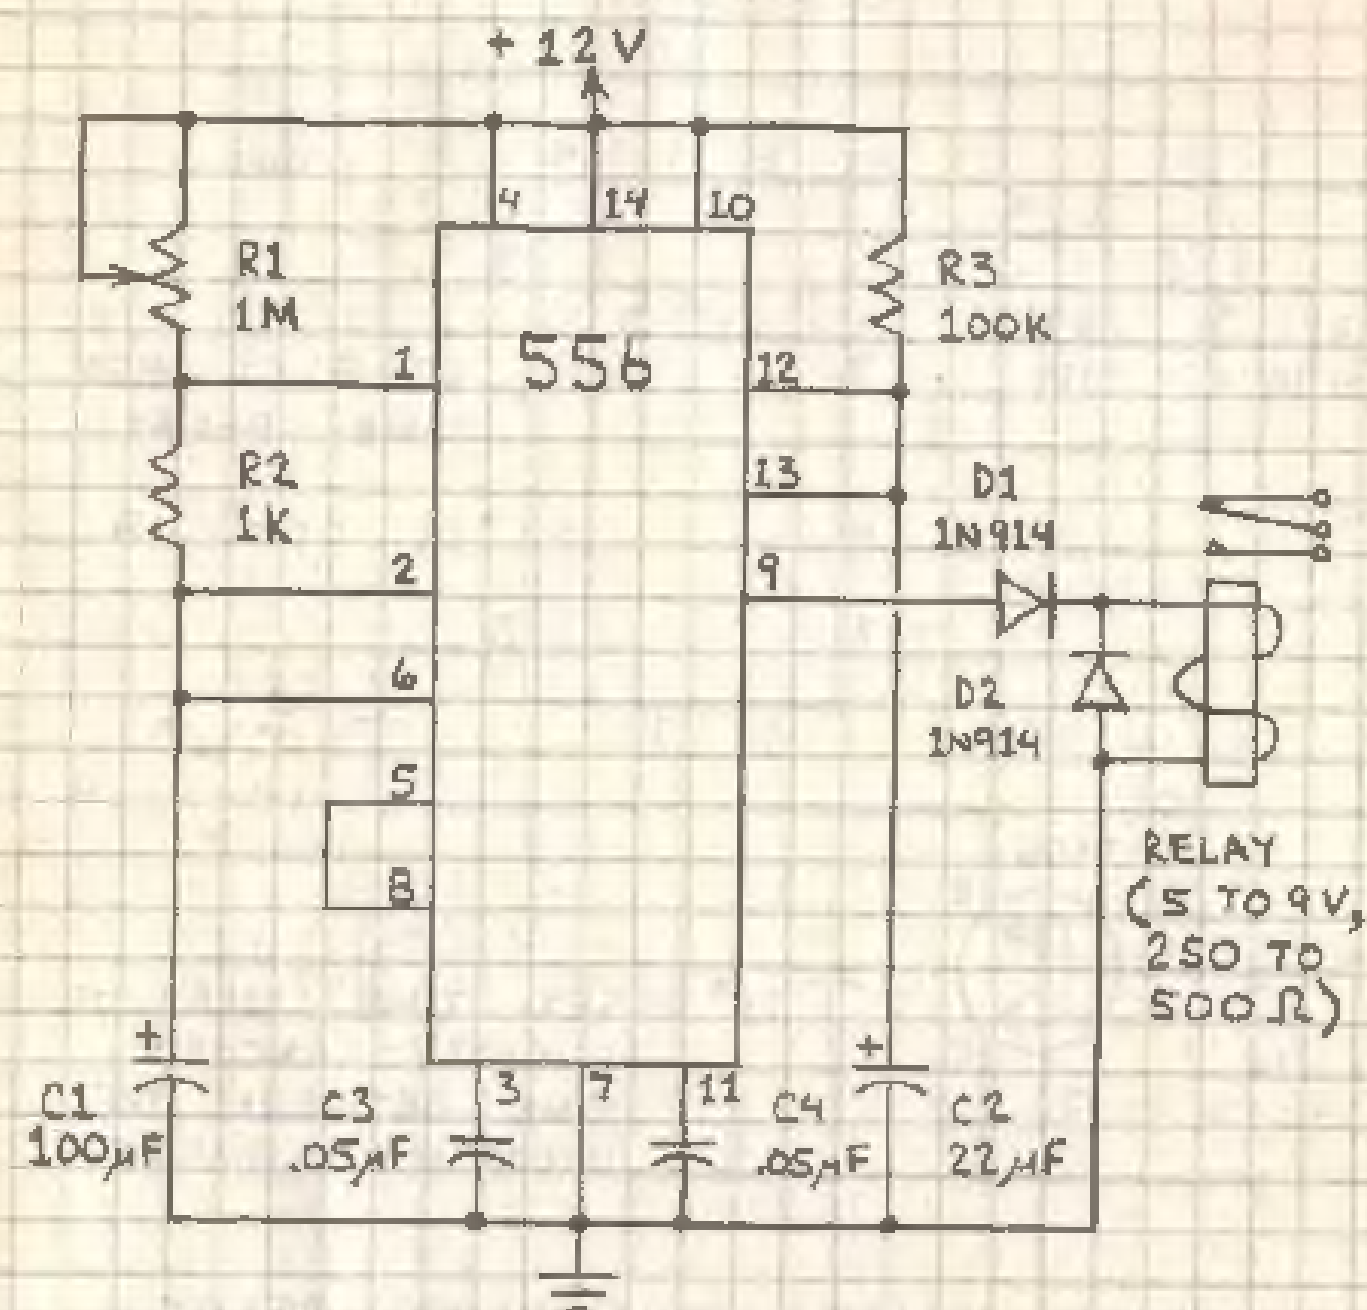 +12V
4 14 10
R1
1M
R3
100K
556
1
12
R2
1K
13
D1
1N914
2
9
6
D2
1N914
5
8
RELAY
(5 TO 9V,
250 TO
500Ω)
+
+
3 7 11
C1
100µF
C3
.05µF
C4
.05µF
C2
22µF